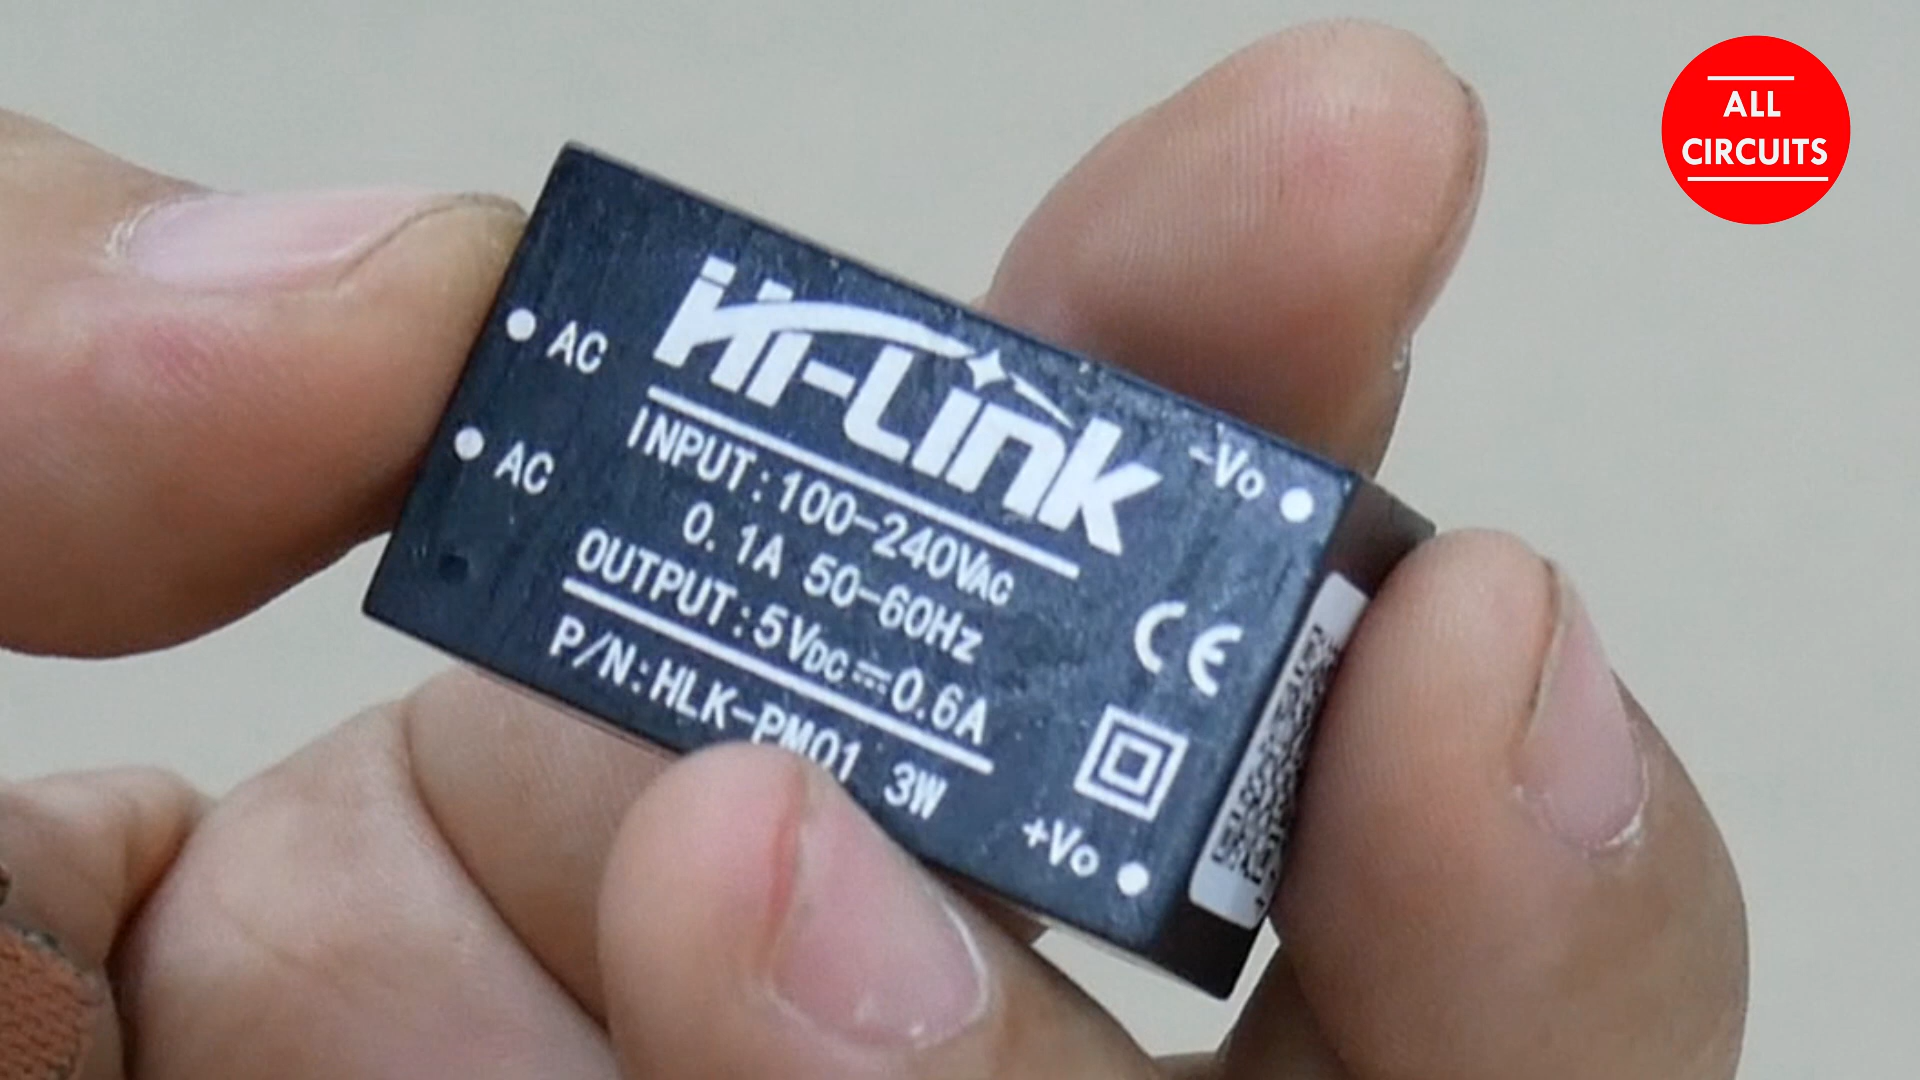 ALL
CIRCUITS
Hi-Link
AC
AC
INPUT:100-240VAC
0.1A 50-60Hz
OUTPUT:5VDC⎓0.6A
P/N:HLK-PM01 3W
-Vo
CE
+Vo